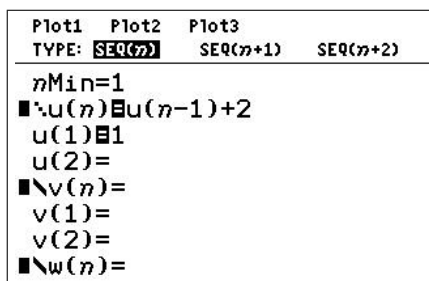 Plot1 Plot2 Plot3
TYPE: SEQ(n) SEQ(n+1) SEQ(n+2)
nMin=1
u(n)=u(n-1)+2
u(1)=1
u(2)=
v(n)=
v(1)=
v(2)=
w(n)=